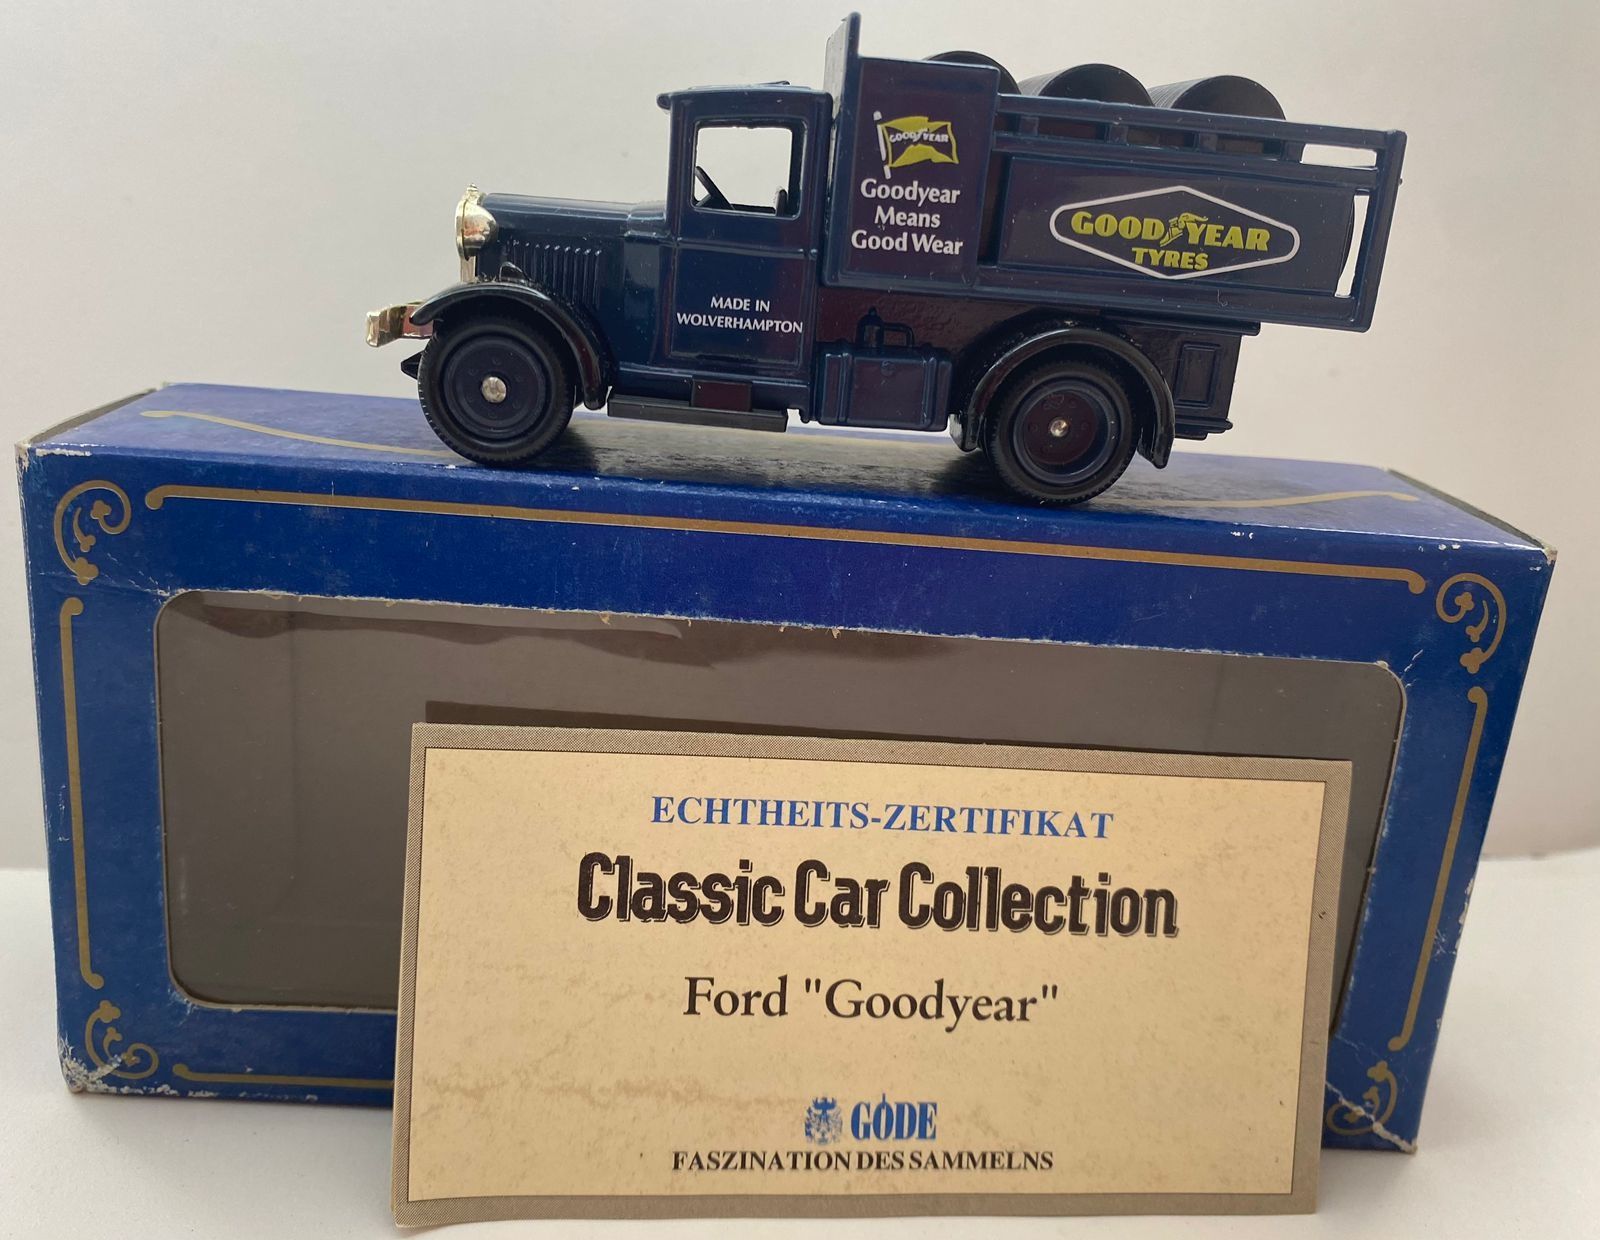 GOODYEAR
Goodyear
Means
Good Wear
GOODYEAR
TYRES
MADE IN
WOLVERHAMPTON
ECHTHEITS-ZERTIFIKAT
Classic Car Collection
Ford "Goodyear"
GÖDE
FASZINATION DES SAMMELNS